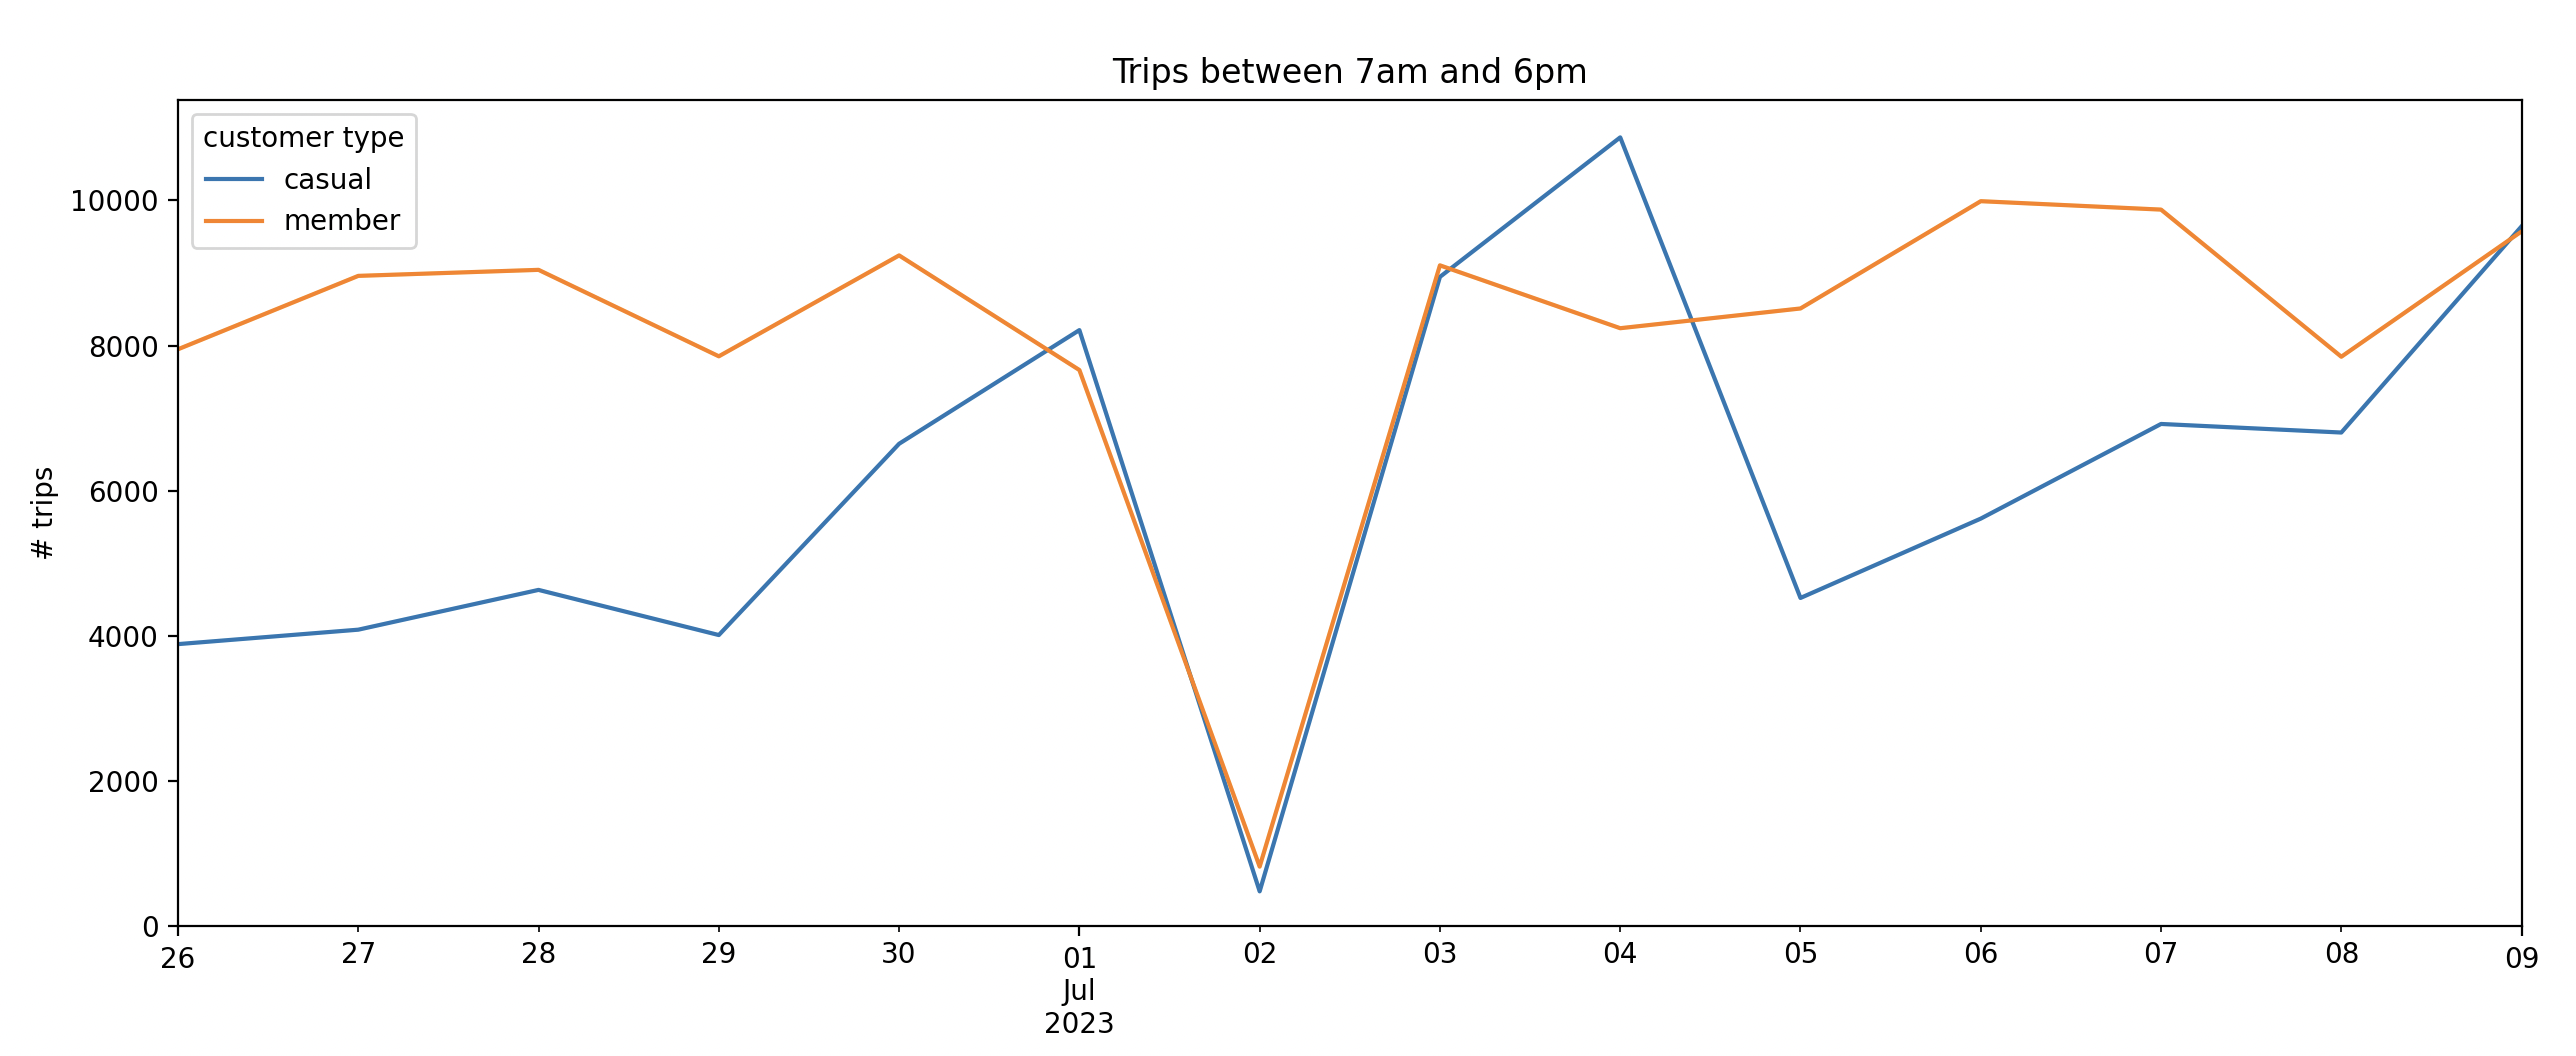 Trips between 7am and 6pm
customer type
casual
member
# trips
10000
8000
6000
4000
2000
0
26 27 28 29 30 01 02 03 04 05 06 07 08 09
Jul
2023